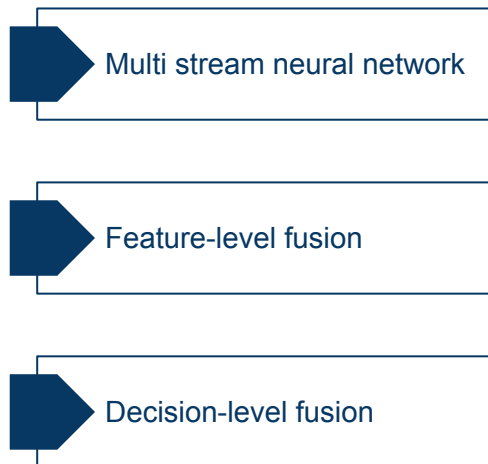 Multi stream neural network
Feature-level fusion
Decision-level fusion